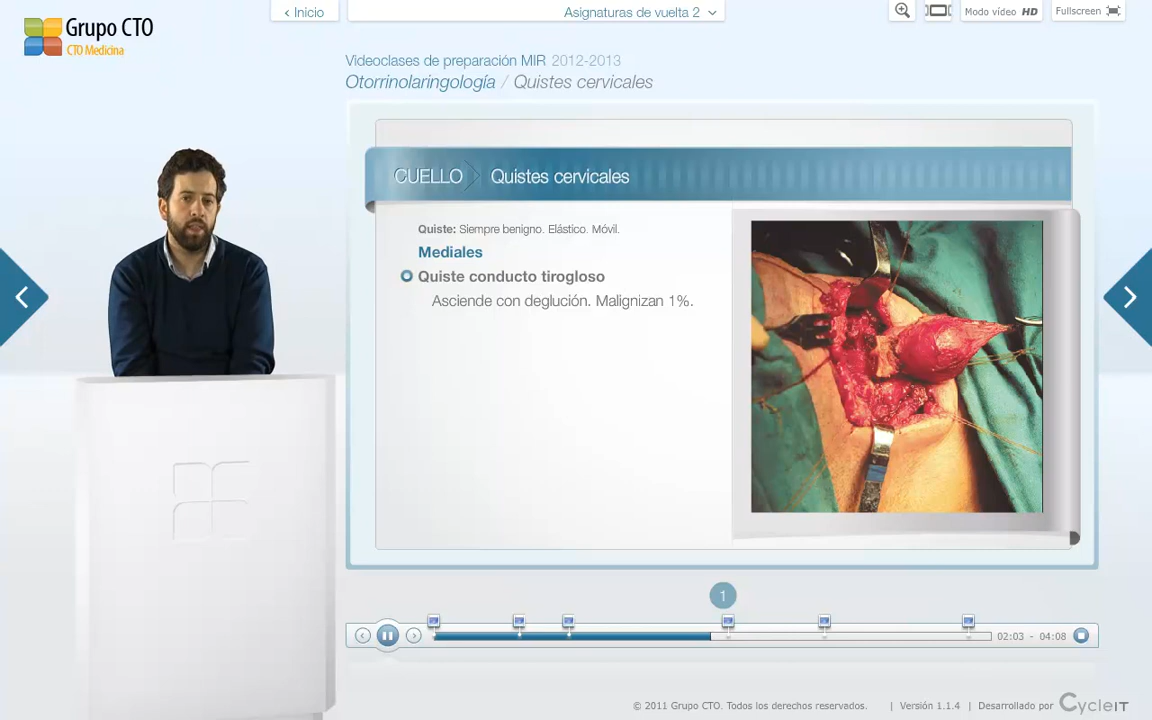 ‹ Inicio
Asignaturas de vuelta 2
Modo vídeo HD
Fullscreen
Grupo CTO
CTO Medicina
Videoclases de preparación MIR 2012-2013
Otorrinolaringología / Quistes cervicales
CUELLO Quistes cervicales
Quiste: Siempre benigno. Elástico. Móvil.
Mediales
Quiste conducto tirogloso
Asciende con deglución. Malignizan 1%.
1
02:03 - 04:08
© 2011 Grupo CTO. Todos los derechos reservados. | Versión 1.1.4 | Desarrollado por CycleIT